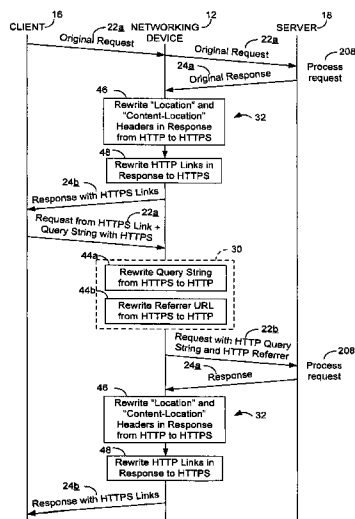 CLIENT 16
NETWORKING DEVICE 12
SERVER 18
22a
Original Request
22a
Original Request
208
Process request
24a
Original Response
46
Rewrite "Location" and
"Content-Location"
Headers in Response
from HTTP to HTTPS
32
48
Rewrite HTTP Links in
Response to HTTPS
24b
Response with HTTPS Links
22a
Request from HTTPS Link +
Query String with HTTPS
30
44a
Rewrite Query String
from HTTPS to HTTP
44b
Rewrite Referrer URL
from HTTPS to HTTP
22b
Request with HTTP Query
String and HTTP Referrer
208
Process request
24a
Response
46
Rewrite "Location" and
"Content-Location"
Headers in Response
from HTTP to HTTPS
32
48
Rewrite HTTP Links in
Response to HTTPS
24b
Response with HTTPS Links